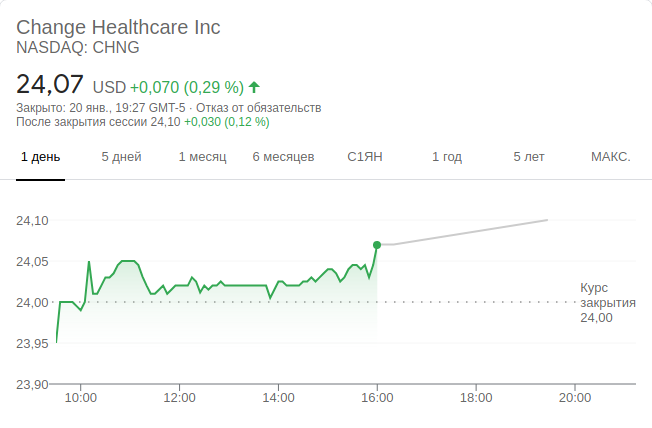 Change Healthcare Inc
NASDAQ: CHNG
24,07 USD +0,070 (0,29 %)
Закрыто: 20 янв., 19:27 GMT-5 · Отказ от обязательств
После закрытия сессии 24,10 +0,030 (0,12 %)
1 день 5 дней 1 месяц 6 месяцев С1ЯН 1 год 5 лет МАКС.
24,10
24,05
24,00
23,95
23,90
Курс
закрытия
24,00
10:00 12:00 14:00 16:00 18:00 20:00